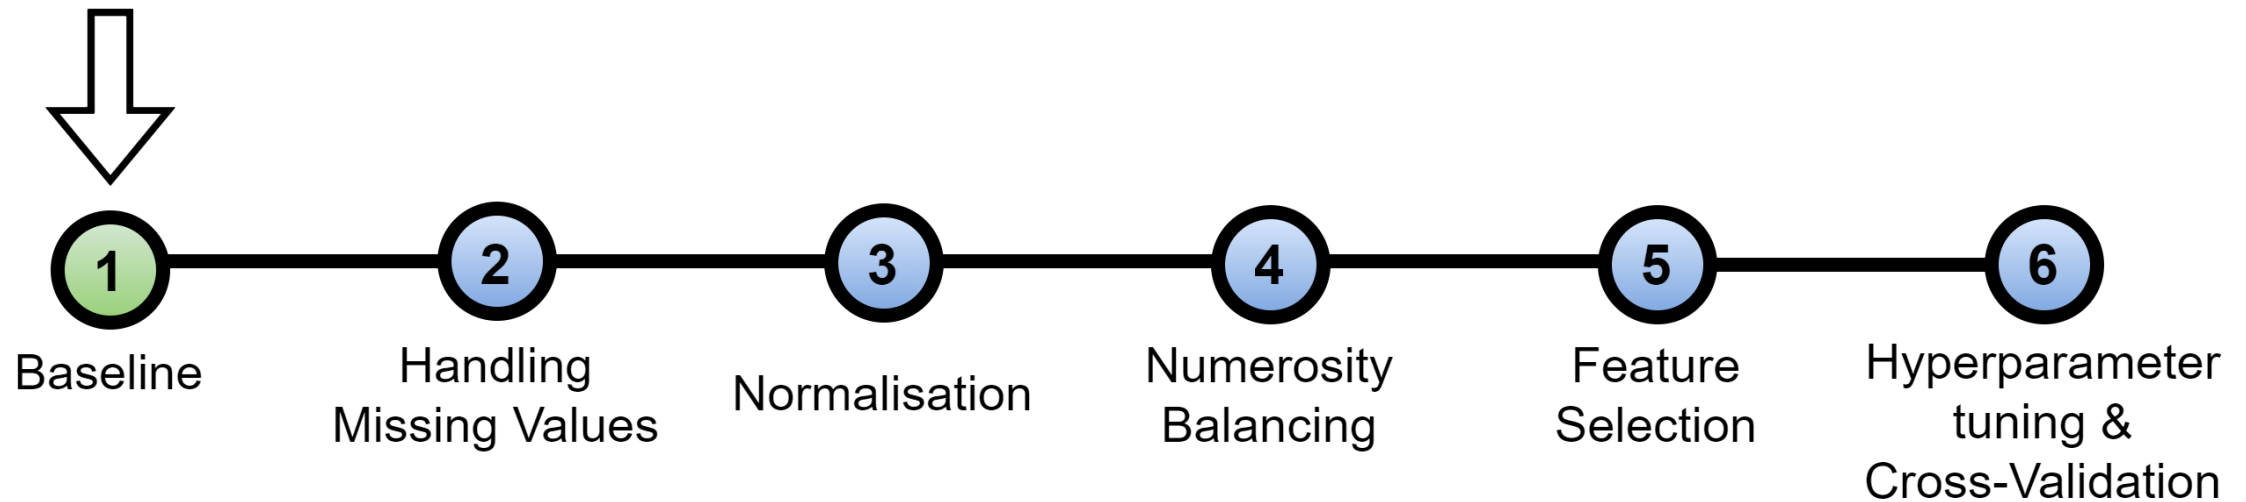 1
Baseline
2
Handling
Missing Values
3
Normalisation
4
Numerosity
Balancing
5
Feature
Selection
6
Hyperparameter
tuning &
Cross-Validation